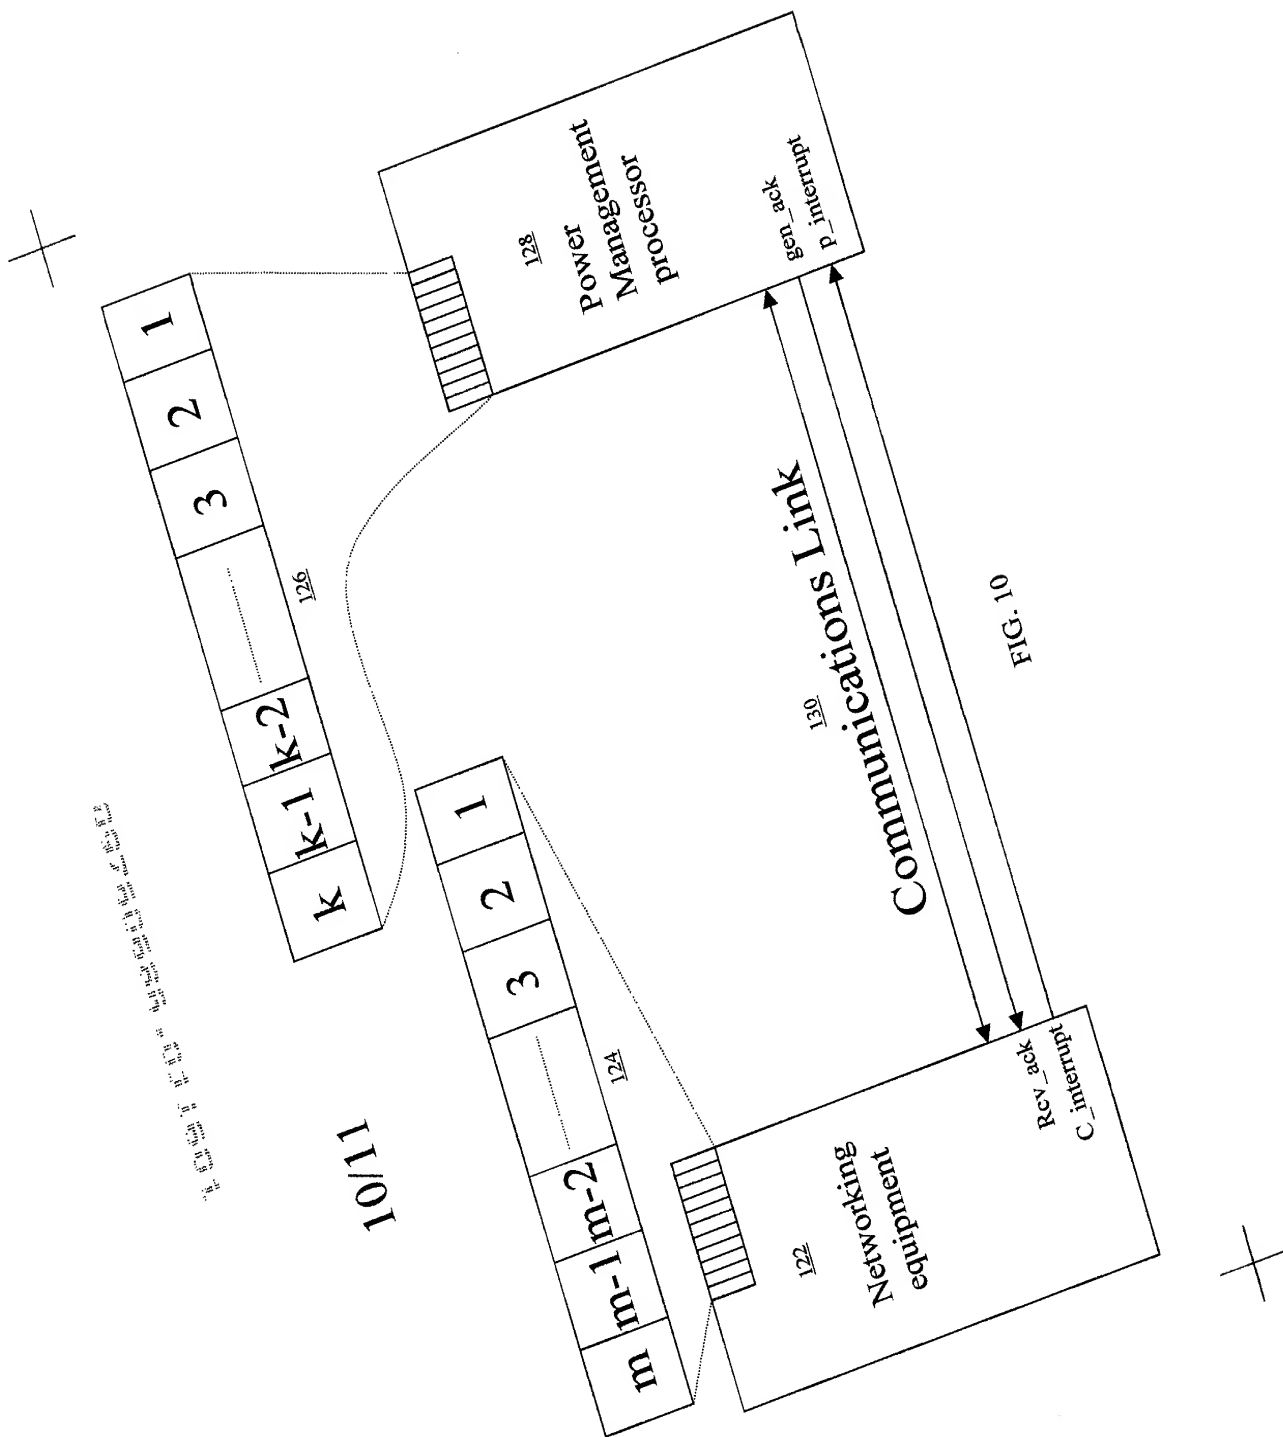 10/11
k
k-1
k-2
3
2
1
126
m
m-1
m-2
3
2
1
124
122
Networking
equipment
Rcv_ack
C_interrupt
128
Power
Management
processor
gen_ack
P_interrupt
130
Communications Link
FIG. 10